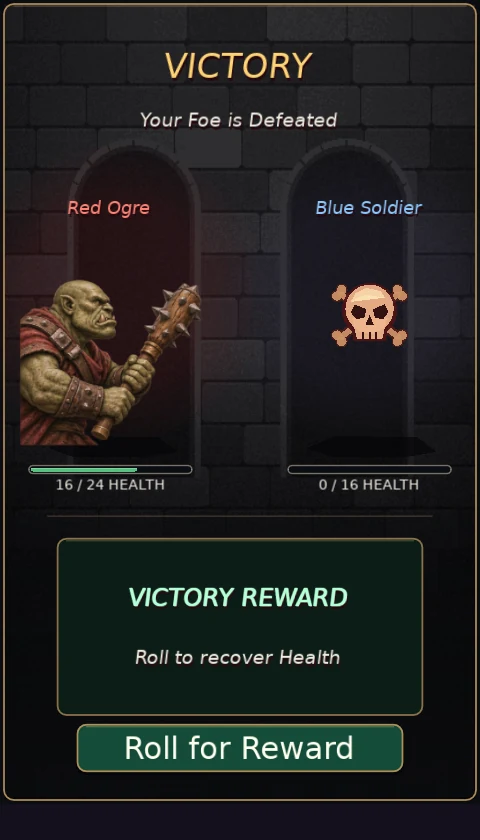 VICTORY
Your Foe is Defeated
Red Ogre
Blue Soldier
16 / 24 HEALTH
0 / 16 HEALTH
VICTORY REWARD
Roll to recover Health
Roll for Reward